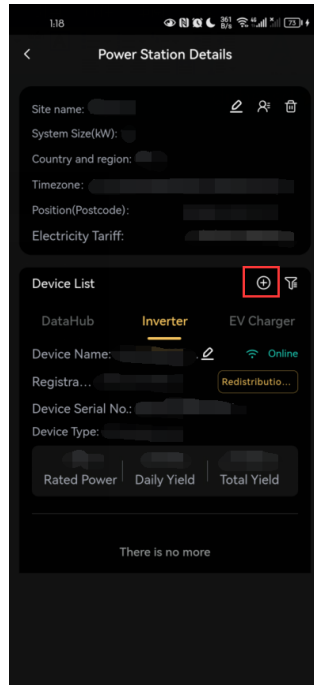 1:18 361 B/s 73
Power Station Details
Site name:
System Size(kW):
Country and region:
Timezone:
Position(Postcode):
Electricity Tariff:
Device List
DataHub Inverter EV Charger
Device Name: Online
Registra... Redistributio...
Device Serial No.:
Device Type:
Rated Power Daily Yield Total Yield
There is no more